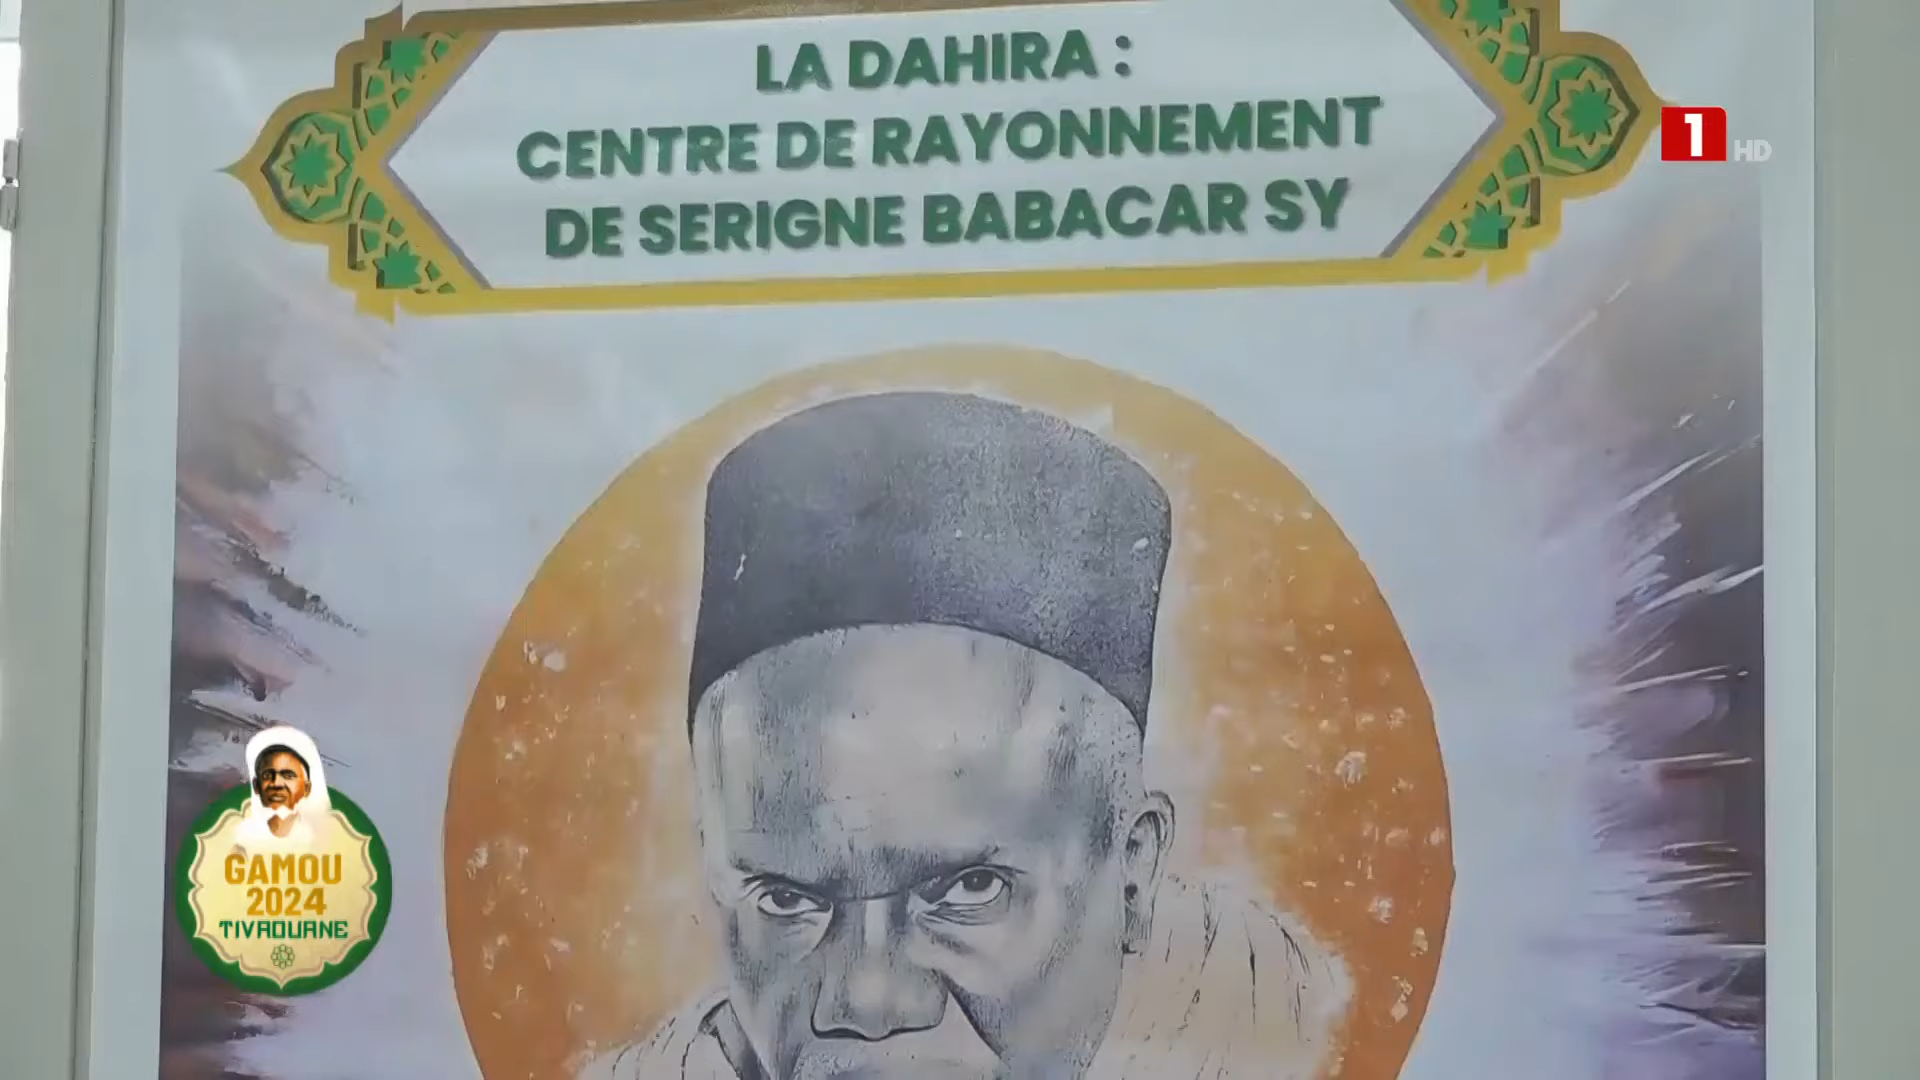 LA DAHIRA :
CENTRE DE RAYONNEMENT
DE SERIGNE BABACAR SY
1 HD
GAMOU
2024
TIVAOUANE